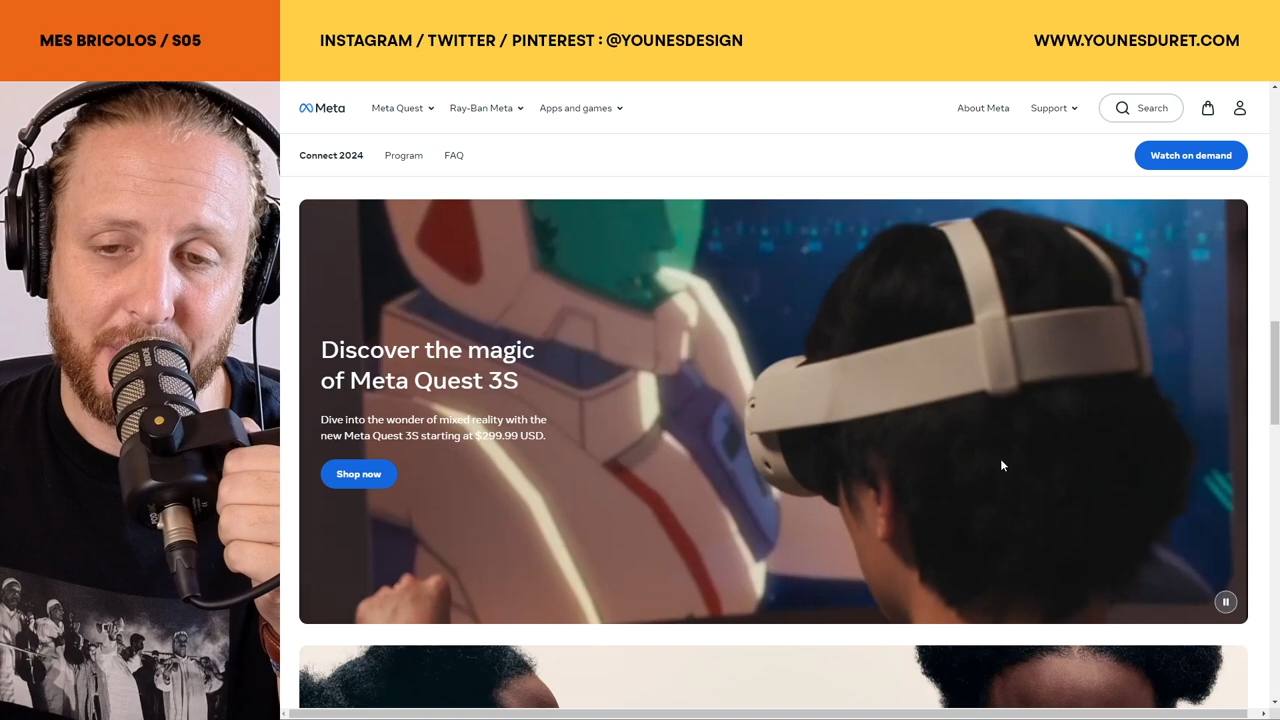 MES BRICOLOS / S05
INSTAGRAM / TWITTER / PINTEREST : @YOUNESDESIGN
WWW.YOUNESDURET.COM
Meta
Meta Quest
Ray-Ban Meta
Apps and games
About Meta
Support
Search
Connect 2024
Program
FAQ
Watch on demand
Discover the magic
of Meta Quest 3S
Dive into the wonder of mixed reality with the
new Meta Quest 3S starting at $299.99 USD.
Shop now
RODE